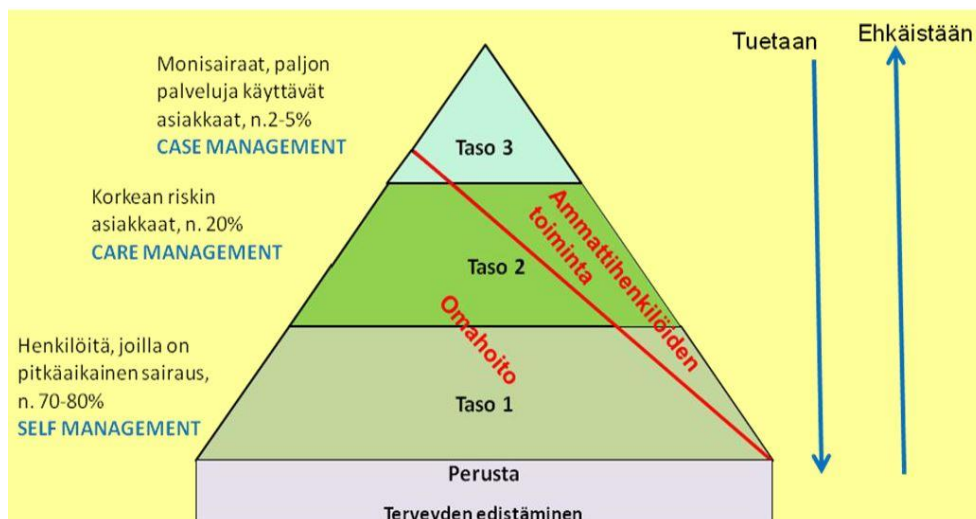 Tuetaan
Ehkäistään
Monisairaat, paljon
palveluja käyttävät
asiakkaat, n.2-5%
CASE MANAGEMENT
Taso 3
Korkean riskin
asiakkaat, n. 20%
CARE MANAGEMENT
Taso 2
Ammattihenkilöiden
toiminta
Omahoito
Henkilöitä, joilla on
pitkäaikainen sairaus,
n. 70-80%
SELF MANAGEMENT
Taso 1
Perusta
Terveyden edistäminen